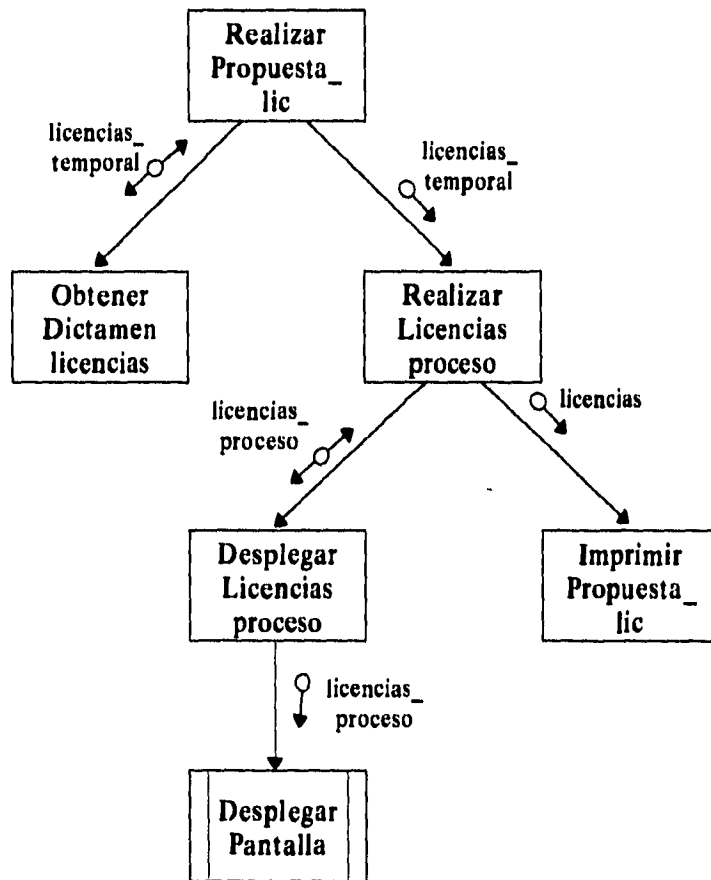 Realizar
Propuesta_
lic
licencias_
temporal
licencias_
temporal
Obtener
Dictamen
licencias
Realizar
Licencias
proceso
licencias_
proceso
licencias
Desplegar
Licencias
proceso
Imprimir
Propuesta_
lic
licencias_
proceso
Desplegar
Pantalla